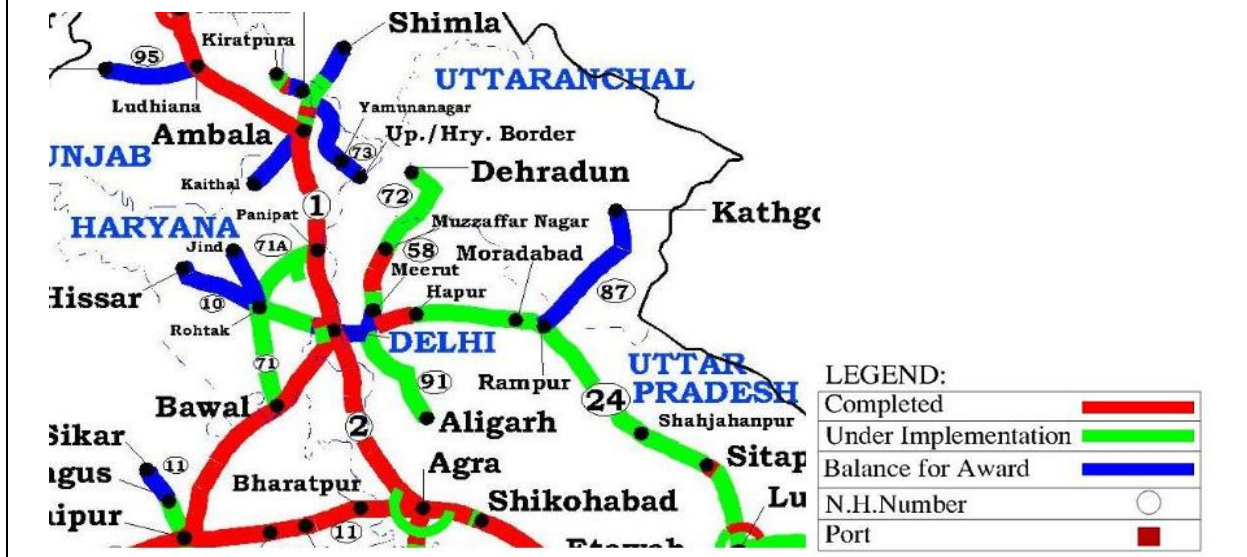 Shimla
Kiratpura
95
UTTARANCHAL
Ludhiana
Yamunanagar
Ambala
Up./Hry. Border
UNJAB
73
Dehradun
Kaithal
72
1
Kathgo
Panipat
HARYANA
Muzzaffar Nagar
Jind
71A
58
Moradabad
Meerut
Hissar
Hapur
87
10
Rohtak
DELHI
UTTAR
PRADESH
71
91
Rampur
24
Bawal
Aligarh
Shahjahanpur
2
Sikar
11
Agra
Sitap
agus
Bharatpur
Shikohabad
Lu
aipur
11
Etawah
LEGEND:
Completed
Under Implementation
Balance for Award
N.H.Number
Port